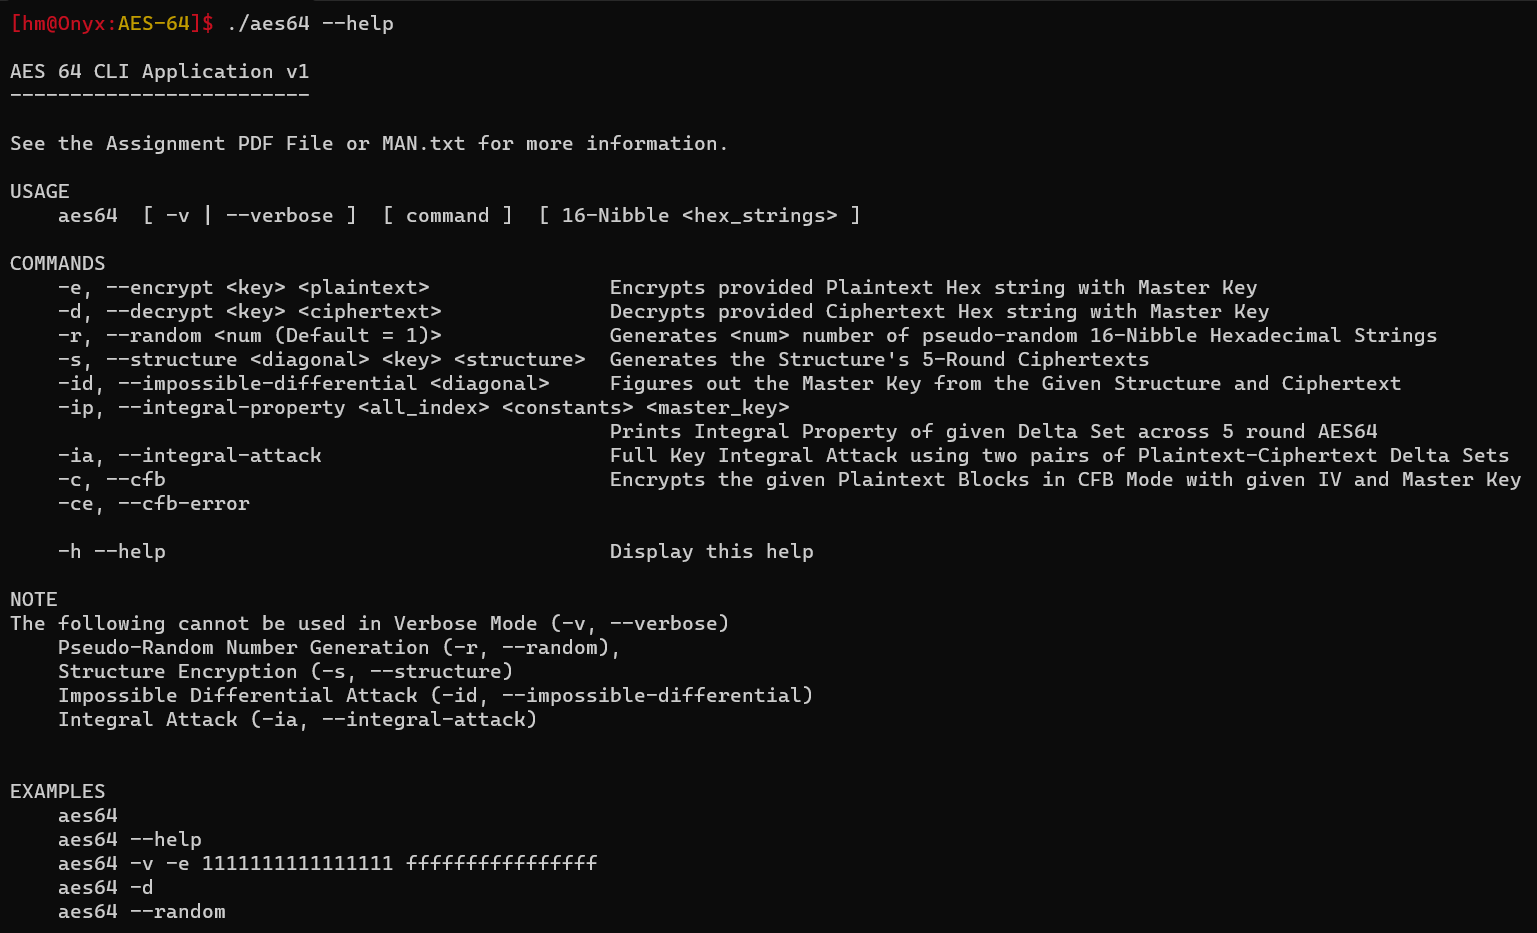 [hm@Onyx:AES-64]$ ./aes64 --help
AES 64 CLI Application v1
-------------------------
See the Assignment PDF File or MAN.txt for more information.
USAGE
    aes64  [ -v | --verbose ]  [ command ]  [ 16-Nibble <hex_strings> ]
COMMANDS
    -e, --encrypt <key> <plaintext>               Encrypts provided Plaintext Hex string with Master Key
    -d, --decrypt <key> <ciphertext>              Decrypts provided Ciphertext Hex string with Master Key
    -r, --random <num (Default = 1)>              Generates <num> number of pseudo-random 16-Nibble Hexadecimal Strings
    -s, --structure <diagonal> <key> <structure>  Generates the Structure's 5-Round Ciphertexts
    -id, --impossible-differential <diagonal>     Figures out the Master Key from the Given Structure and Ciphertext
    -ip, --integral-property <all_index> <constants> <master_key>
                                                  Prints Integral Property of given Delta Set across 5 round AES64
    -ia, --integral-attack                        Full Key Integral Attack using two pairs of Plaintext-Ciphertext Delta Sets
    -c, --cfb                                     Encrypts the given Plaintext Blocks in CFB Mode with given IV and Master Key
    -ce, --cfb-error
    -h --help                                     Display this help
NOTE
The following cannot be used in Verbose Mode (-v, --verbose)
    Pseudo-Random Number Generation (-r, --random),
    Structure Encryption (-s, --structure)
    Impossible Differential Attack (-id, --impossible-differential)
    Integral Attack (-ia, --integral-attack)
EXAMPLES
    aes64
    aes64 --help
    aes64 -v -e 1111111111111111 ffffffffffffffff
    aes64 -d
    aes64 --random